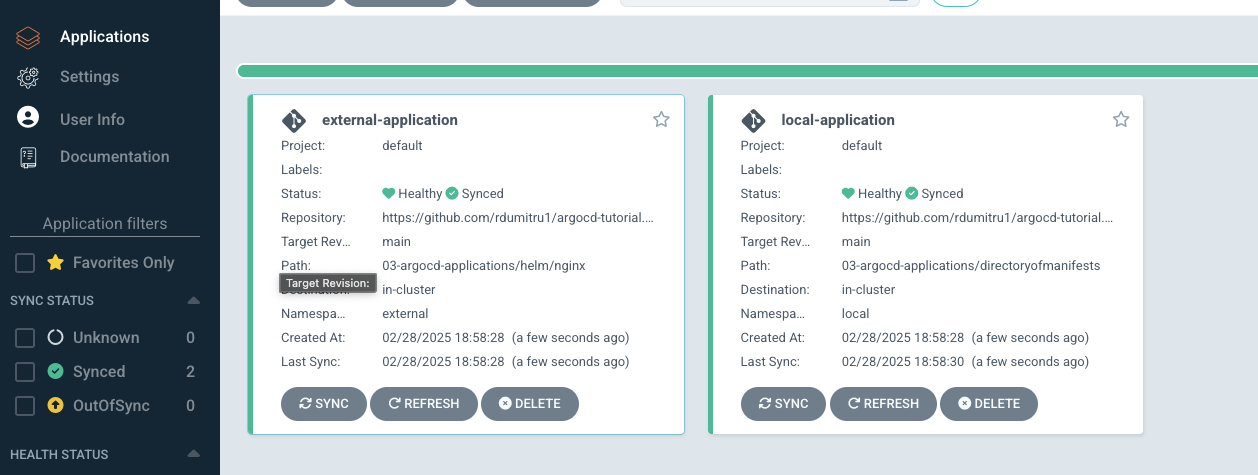 Applications
Settings
User Info
Documentation
Application filters
Favorites Only
SYNC STATUS
Unknown 0
Synced 2
OutOfSync 0
HEALTH STATUS
external-application
Project: default
Labels:
Status: Healthy Synced
Repository: https://github.com/rdumitru1/argocd-tutorial....
Target Rev... main
Path: 03-argocd-applications/helm/nginx
Target Revision:
Destination: in-cluster
Namespa... external
Created At: 02/28/2025 18:58:28 (a few seconds ago)
Last Sync: 02/28/2025 18:58:28 (a few seconds ago)
SYNC REFRESH DELETE
local-application
Project: default
Labels:
Status: Healthy Synced
Repository: https://github.com/rdumitru1/argocd-tutorial....
Target Rev... main
Path: 03-argocd-applications/directoryofmanifests
Destination: in-cluster
Namespa... local
Created At: 02/28/2025 18:58:28 (a few seconds ago)
Last Sync: 02/28/2025 18:58:30 (a few seconds ago)
SYNC REFRESH DELETE